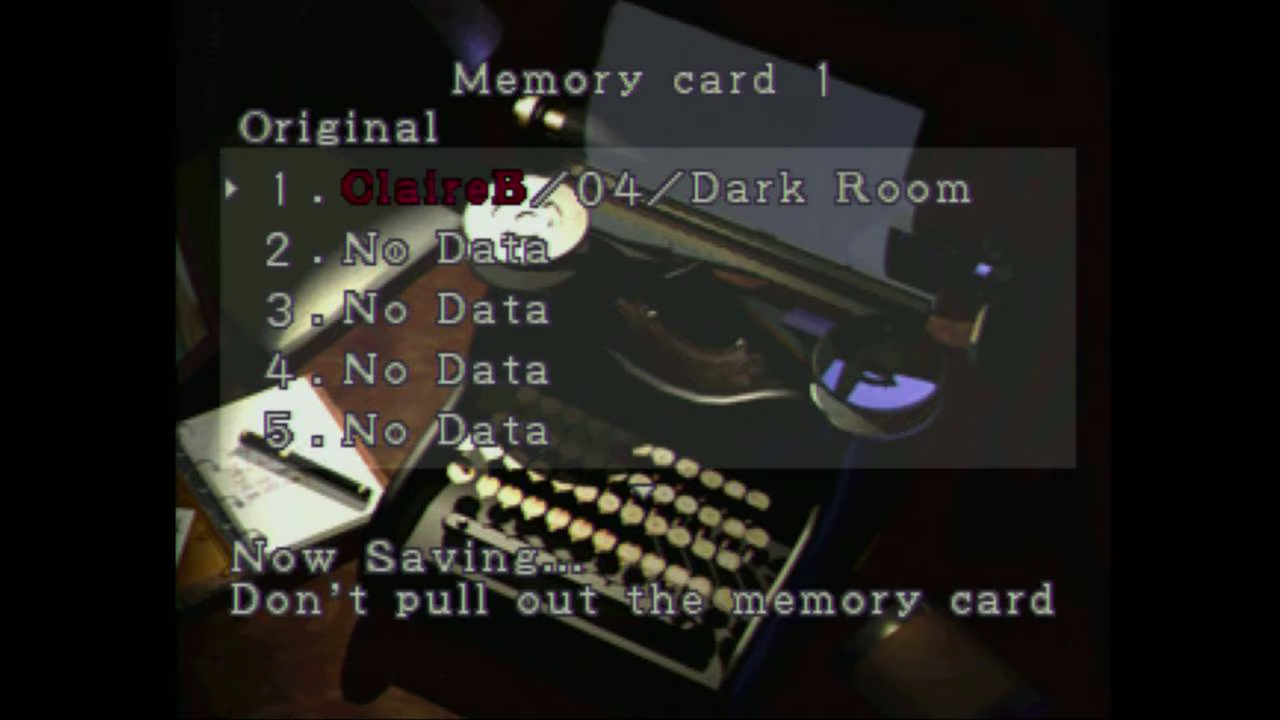 Memory card 1
Original
1.ClaireB/04/Dark Room
2.No Data
3.No Data
4.No Data
5.No Data
Now Saving...
Don't pull out the memory card